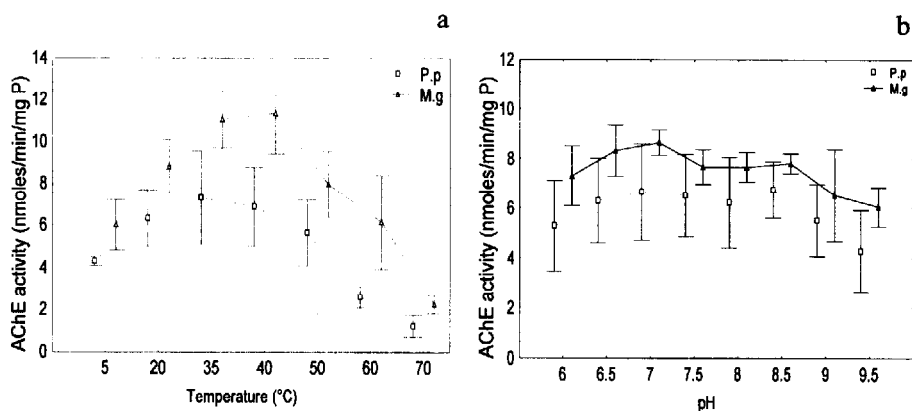 a
AChE activity (nmoles/min/mg P)
14
12
10
8
6
4
2
0
P.p
M.g
5 20 35 40 50 60 70
Temperature (°C)
b
AChE activity (nmoles/min/mg P)
12
10
8
6
4
2
0
P.p
M.g
6 6.5 7 7.5 8 8.5 9 9.5
pH